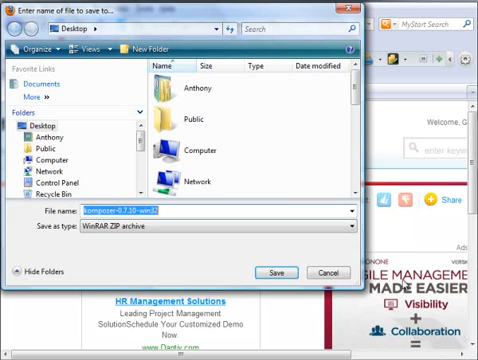 Enter name of file to save to...
Desktop
Search
MyStart Search
Organize
Views
New Folder
Favorite Links
Documents
More »
Folders
Desktop
Anthony
Public
Computer
Network
Control Panel
Recycle Bin
Name
Size
Type
Date modified
Anthony
Public
Computer
Network
File name:
komposer-0.7.10-win32
Save as type:
WinRAR ZIP archive
Hide Folders
Save
Cancel
Welcome, G
enter keyw
Share
Ads
GILE MANAGEME
MADE EASIER
Visibility
+
Collaboration
=
HR Management Solutions
Leading Project Management
SolutionSchedule Your Customized Demo
Now
www.Dantiv.com